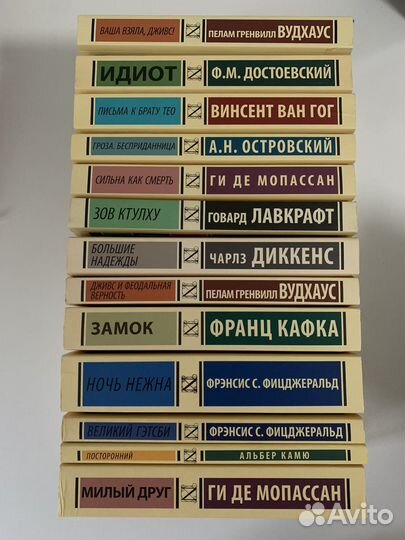 ВАША ВЗЯЛА, ДЖИВС! ПЕЛАМ ГРЕНВИЛЛ ВУДХАУС
ИДИОТ Ф.М. ДОСТОЕВСКИЙ
ПИСЬМА К БРАТУ ТЕО ВИНСЕНТ ВАН ГОГ
ГРОЗА. БЕСПРИДАННИЦА А.Н. ОСТРОВСКИЙ
СИЛЬНА КАК СМЕРТЬ ГИ ДЕ МОПАССАН
ЗОВ КТУЛХУ ГОВАРД ЛАВКРАФТ
БОЛЬШИЕ
НАДЕЖДЫ
ЧАРЛЗ ДИККЕНС
ДЖИВС И ФЕОДАЛЬНАЯ
ВЕРНОСТЬ
ПЕЛАМ ГРЕНВИЛЛ ВУДХАУС
ЗАМОК ФРАНЦ КАФКА
НОЧЬ НЕЖНА ФРЭНСИС С. ФИЦДЖЕРАЛЬД
ВЕЛИКИЙ ГЭТСБИ ФРЭНСИС С. ФИЦДЖЕРАЛЬД
ПОСТОРОННИЙ АЛЬБЕР КАМЮ
МИЛЫЙ ДРУГ ГИ ДЕ МОПАССАН
Avito